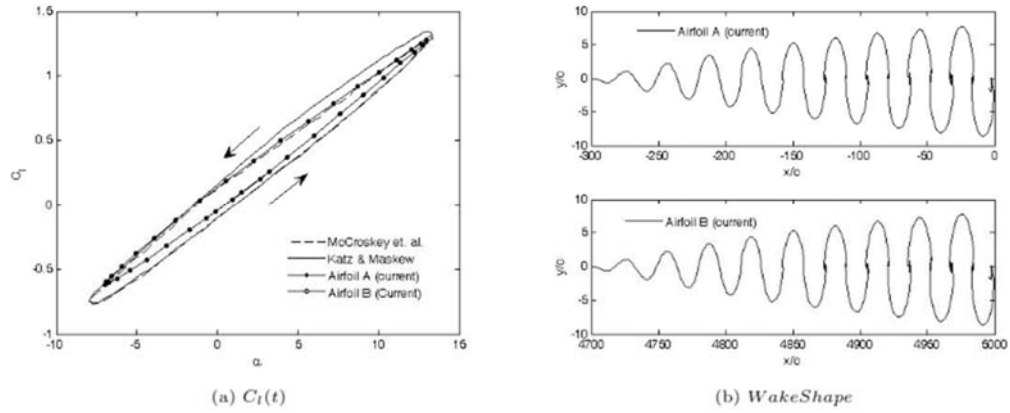 1.5
1
0.5
0
-0.5
-1
-10
-5
0
5
10
15
C_l
α
McCroskey et. al.
Katz & Maskew
Airfoil A (current)
Airfoil B (Current)
(a) C_l(t)
10
5
0
-5
-10
y/c
Airfoil A (current)
-300
-250
-200
-150
-100
-50
0
x/c
10
5
0
-5
-10
y/c
Airfoil B (current)
4700
4750
4800
4850
4900
4950
5000
x/c
(b) WakeShape